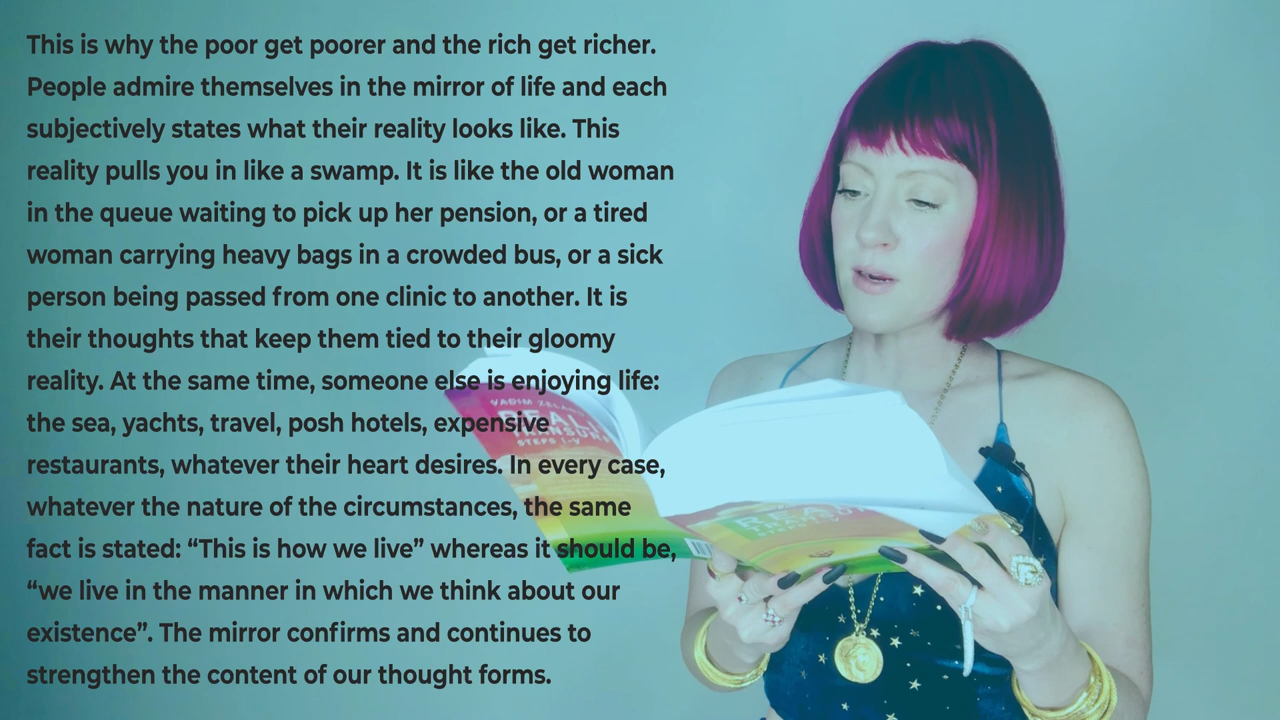 This is why the poor get poorer and the rich get richer.
People admire themselves in the mirror of life and each
subjectively states what their reality looks like. This
reality pulls you in like a swamp. It is like the old woman
in the queue waiting to pick up her pension, or a tired
woman carrying heavy bags in a crowded bus, or a sick
person being passed from one clinic to another. It is
their thoughts that keep them tied to their gloomy
reality. At the same time, someone else is enjoying life:
the sea, yachts, travel, posh hotels, expensive
restaurants, whatever their heart desires. In every case,
whatever the nature of the circumstances, the same
fact is stated: “This is how we live” whereas it should be,
“we live in the manner in which we think about our
existence”. The mirror confirms and continues to
strengthen the content of our thought forms.
VADIM
STEPS I-V